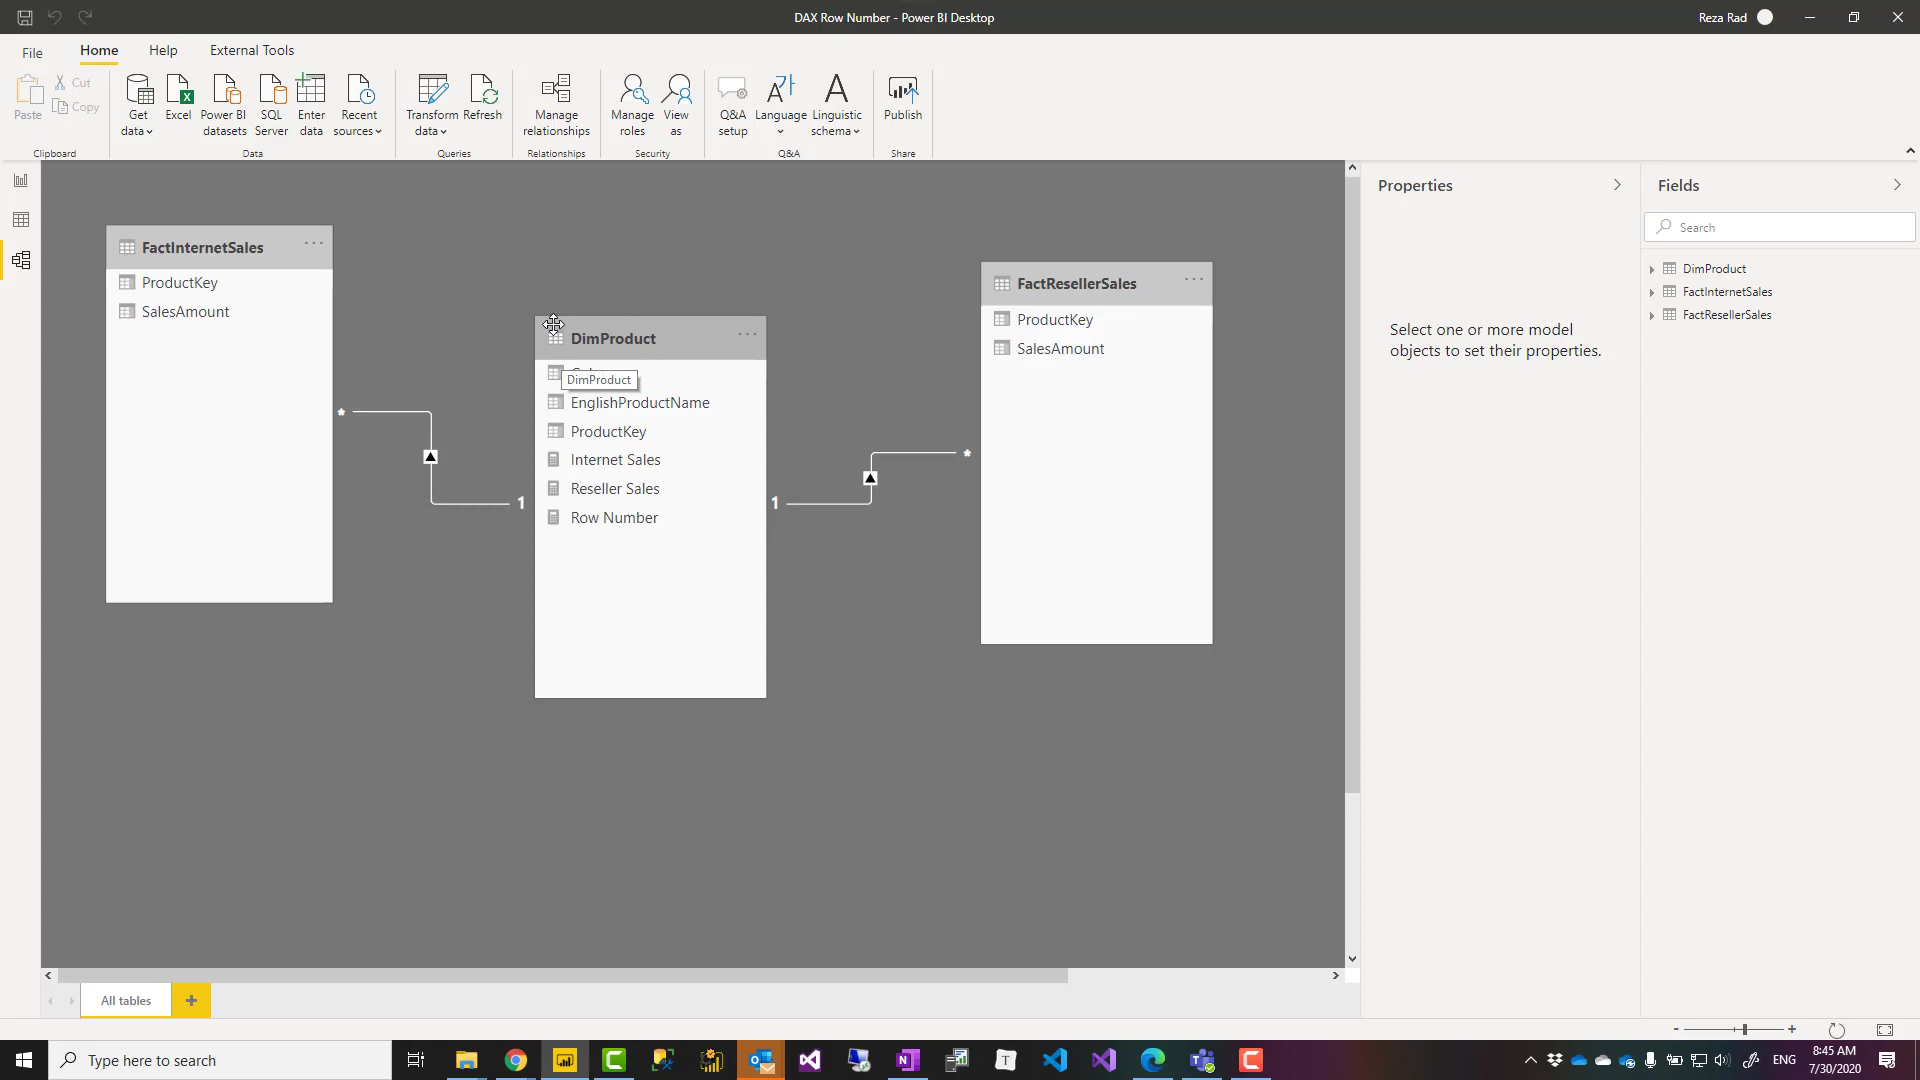 DAX Row Number - Power BI Desktop
Reza Rad
File
Home
Help
External Tools
Paste
Cut
Copy
Clipboard
Get data
Excel
Power BI datasets
SQL Server
Enter data
Recent sources
Data
Transform data
Refresh
Queries
Manage relationships
Relationships
Manage roles
View as
Security
Q&A setup
Language
Linguistic schema
Q&A
Publish
Share
FactInternetSales
ProductKey
SalesAmount
*
1
DimProduct
DimProduct
EnglishProductName
ProductKey
Internet Sales
Reseller Sales
Row Number
1
*
FactResellerSales
ProductKey
SalesAmount
Properties
Select one or more model
objects to set their properties.
Fields
Search
DimProduct
FactInternetSales
FactResellerSales
All tables
+
- +
Type here to search
ENG
8:45 AM
7/30/2020